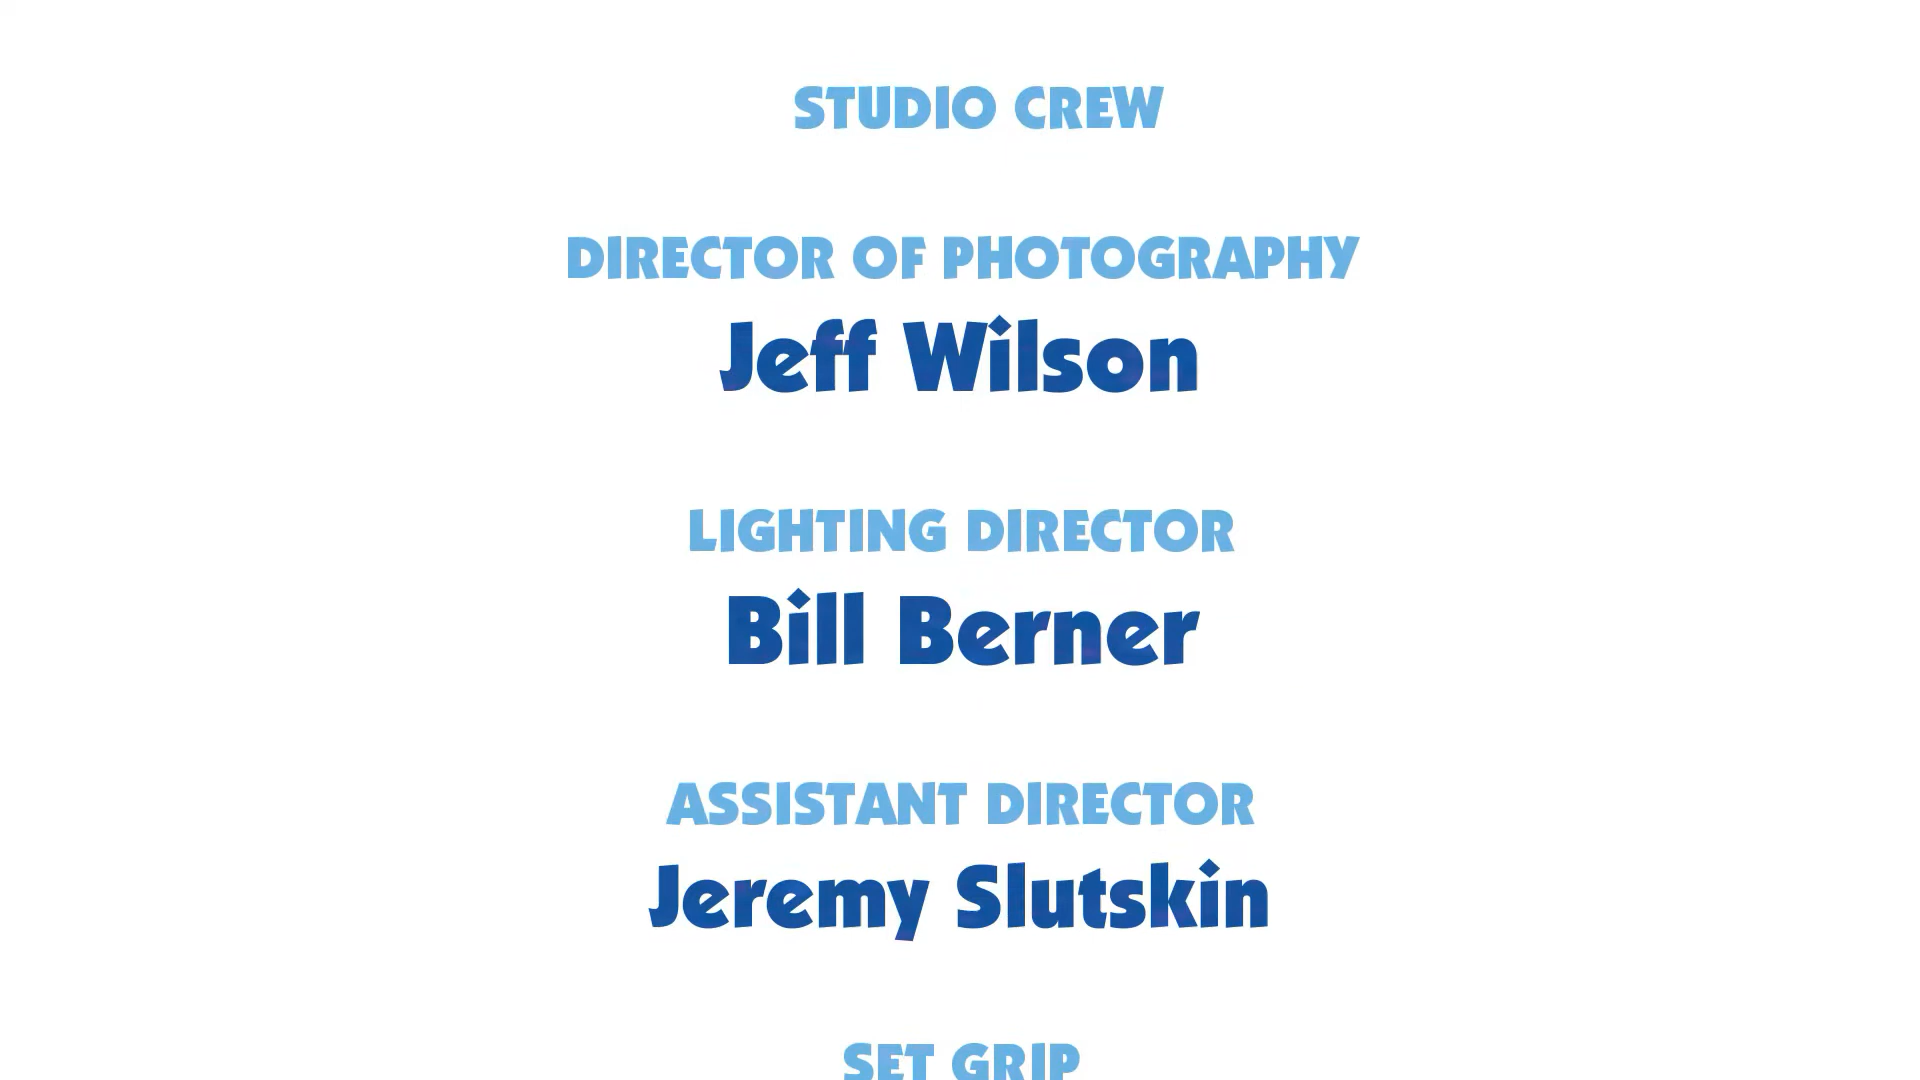 STUDIO CREW
DIRECTOR OF PHOTOGRAPHY
Jeff Wilson
LIGHTING DIRECTOR
Bill Berner
ASSISTANT DIRECTOR
Jeremy Slutskin
SET GRIP